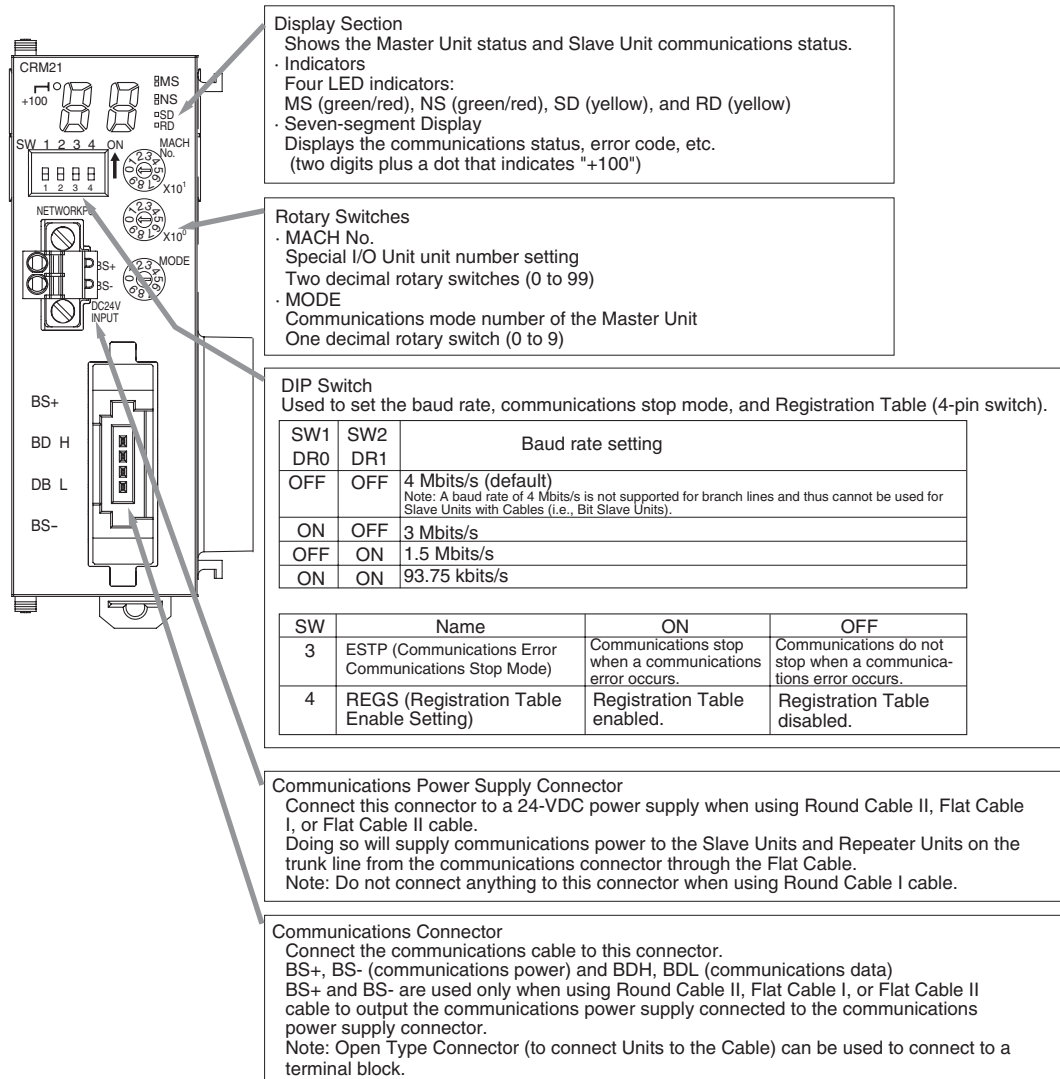 CRM21
+100
MS
NS
SD
RD
SW 1 2 3 4 ON
MACH
No.
1 2 3 4
X10¹
NETWORKP
X10⁰
BS+
BS-
MODE
DC24V
INPUT
BS+
BD H
DB L
BS-
Display Section
Shows the Master Unit status and Slave Unit communications status.
· Indicators
Four LED indicators:
MS (green/red), NS (green/red), SD (yellow), and RD (yellow)
· Seven-segment Display
Displays the communications status, error code, etc.
(two digits plus a dot that indicates "+100")
Rotary Switches
· MACH No.
Special I/O Unit unit number setting
Two decimal rotary switches (0 to 99)
· MODE
Communications mode number of the Master Unit
One decimal rotary switch (0 to 9)
DIP Switch
Used to set the baud rate, communications stop mode, and Registration Table (4-pin switch).
SW1 SW2 Baud rate setting
DR0 DR1
OFF OFF 4 Mbits/s (default)
Note: A baud rate of 4 Mbits/s is not supported for branch lines and thus cannot be used for
Slave Units with Cables (i.e., Bit Slave Units).
ON OFF 3 Mbits/s
OFF ON 1.5 Mbits/s
ON ON 93.75 kbits/s
SW Name ON OFF
3 ESTP (Communications Error Communications stop Communications do not
Communications Stop Mode) when a communications stop when a communica-
error occurs. tions error occurs.
4 REGS (Registration Table Registration Table Registration Table
Enable Setting) enabled. disabled.
Communications Power Supply Connector
Connect this connector to a 24-VDC power supply when using Round Cable II, Flat Cable
I, or Flat Cable II cable.
Doing so will supply communications power to the Slave Units and Repeater Units on the
trunk line from the communications connector through the Flat Cable.
Note: Do not connect anything to this connector when using Round Cable I cable.
Communications Connector
Connect the communications cable to this connector.
BS+, BS- (communications power) and BDH, BDL (communications data)
BS+ and BS- are used only when using Round Cable II, Flat Cable I, or Flat Cable II
cable to output the communications power supply connected to the communications
power supply connector.
Note: Open Type Connector (to connect Units to the Cable) can be used to connect to a
terminal block.